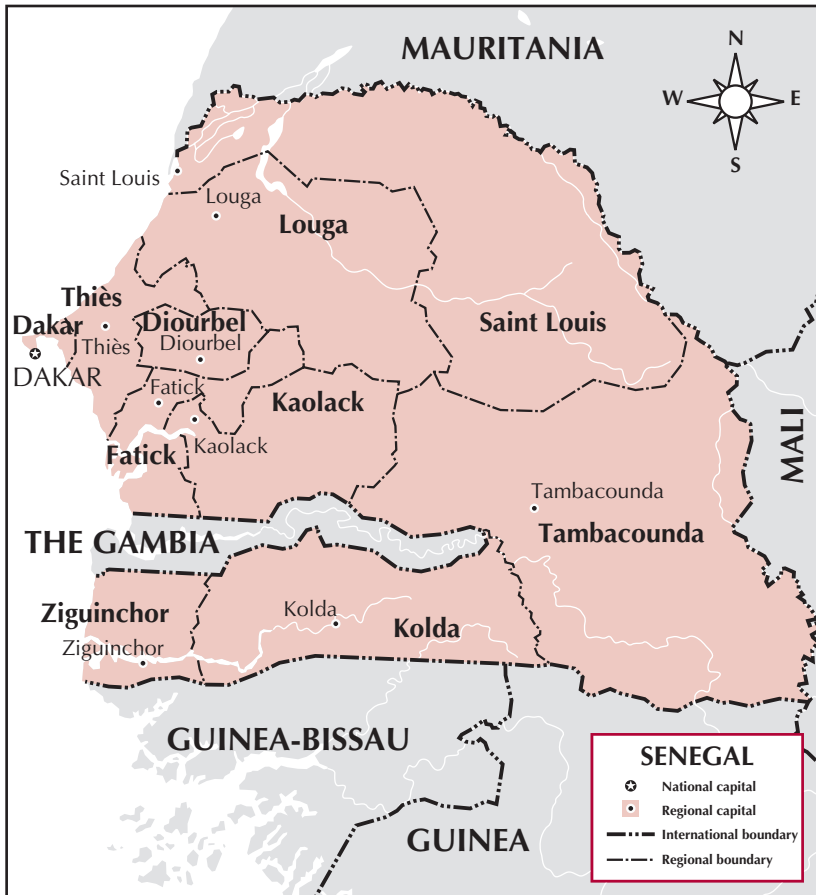 MAURITANIA
N
W
E
S
Saint Louis
Louga
Louga
Thiès
Dakar
Diourbel
Thiès
Diourbel
Saint Louis
DAKAR
Fatick
Kaolack
Kaolack
Fatick
MALI
Tambacounda
Tambacounda
THE GAMBIA
Ziguinchor
Kolda
Kolda
Ziguinchor
GUINEA-BISSAU
GUINEA
SENEGAL
National capital
Regional capital
International boundary
Regional boundary